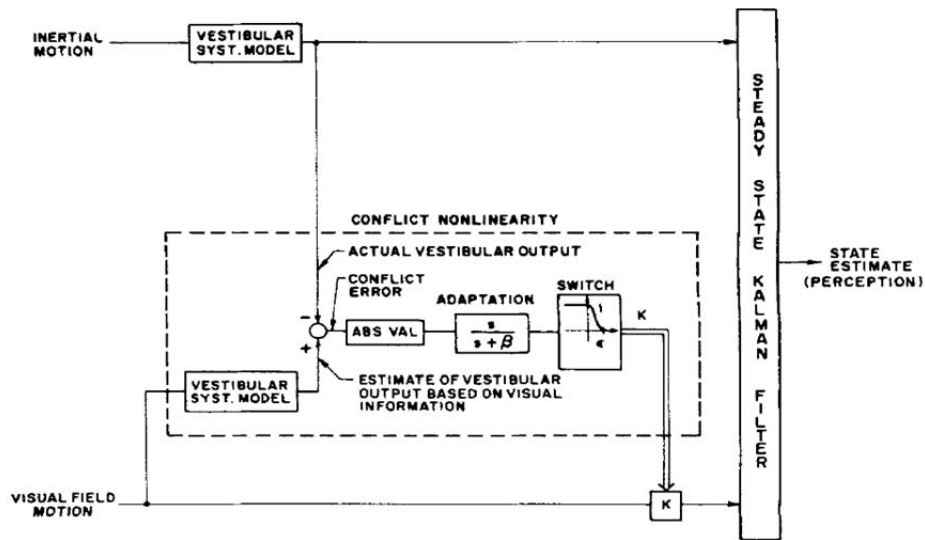 INERTIAL
MOTION
VESTIBULAR
SYST. MODEL
CONFLICT NONLINEARITY
ACTUAL VESTIBULAR OUTPUT
CONFLICT
ERROR
ADAPTATION
SWITCH
-
+
ABS VAL
s
s + β
1
ϵ
K
VESTIBULAR
SYST. MODEL
ESTIMATE OF VESTIBULAR
OUTPUT BASED ON VISUAL
INFORMATION
VISUAL FIELD
MOTION
K
STEADY STATE KALMAN FILTER
STATE
ESTIMATE
(PERCEPTION)